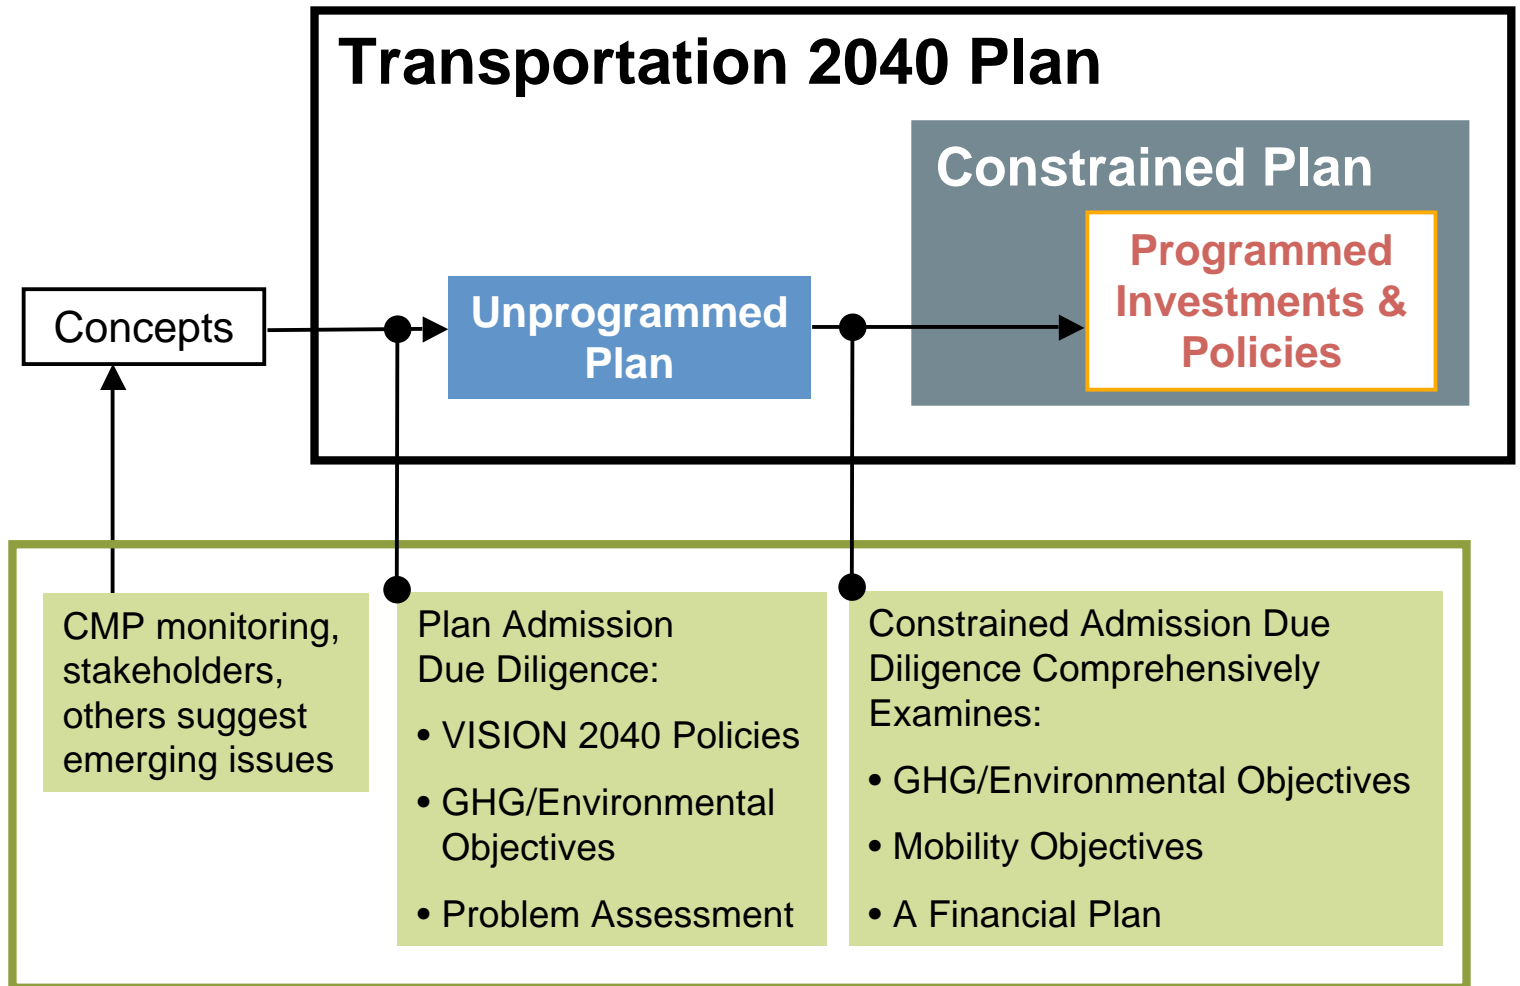 Transportation 2040 Plan
Constrained Plan
Programmed
Investments &
Policies
Concepts
Unprogrammed
Plan
CMP monitoring,
stakeholders,
others suggest
emerging issues
Plan Admission
Due Diligence:
• VISION 2040 Policies
• GHG/Environmental
Objectives
• Problem Assessment
Constrained Admission Due
Diligence Comprehensively
Examines:
• GHG/Environmental Objectives
• Mobility Objectives
• A Financial Plan